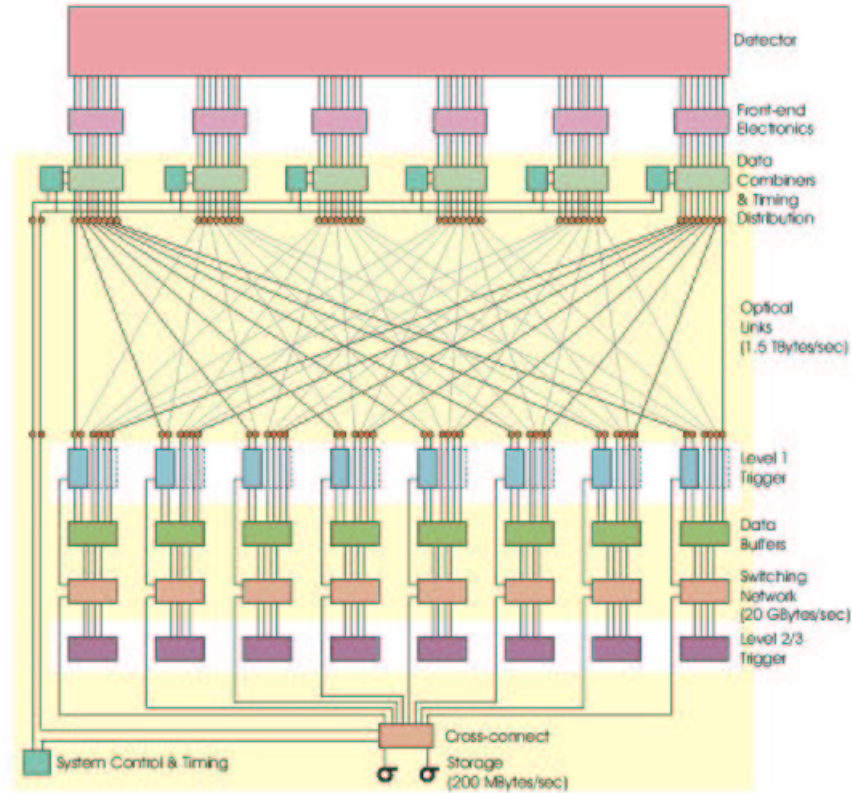 Detector
Front-end
Electronics
Data
Combiners
& Timing
Distribution
Optical
Links
(1.5 TBytes/sec)
Level 1
Trigger
Data
Buffers
Switching
Network
(20 GBytes/sec)
Level 2/3
Trigger
Cross-connect
System Control & Timing
Storage
(200 MBytes/sec)